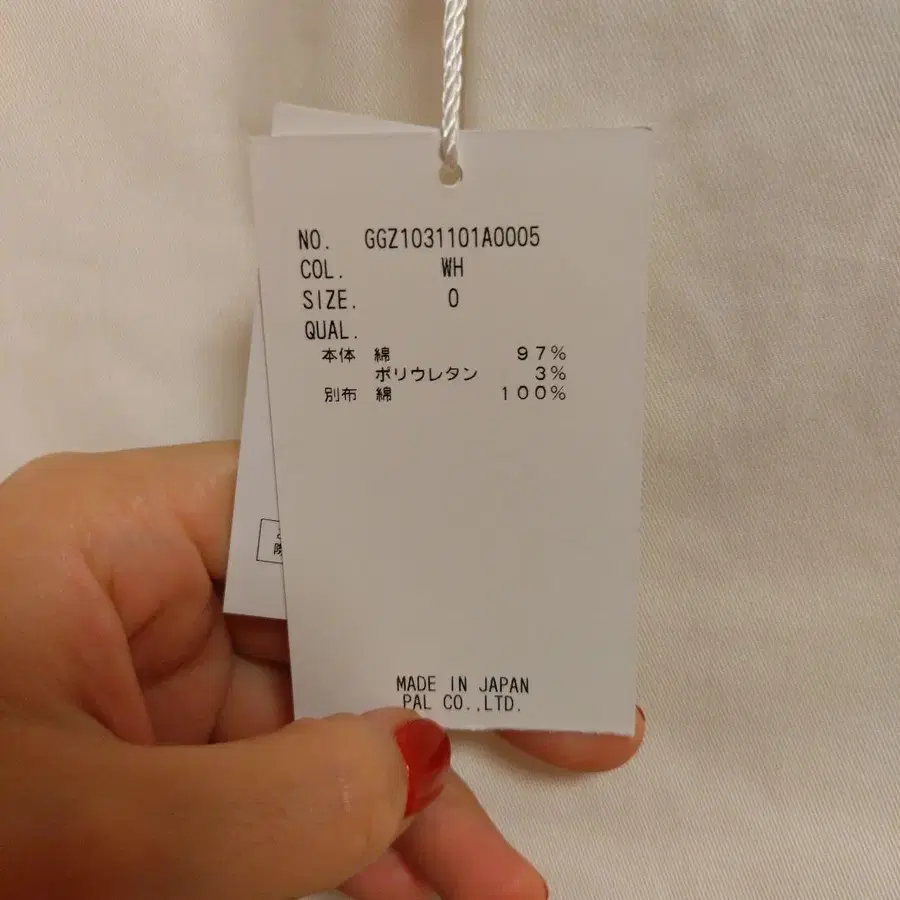 NO. GGZ1031101A0005
COL. WH
SIZE. 0
QUAL.
本体 綿 97%
ポリウレタン 3%
別布 綿 100%
MADE IN JAPAN
PAL CO.,LTD.